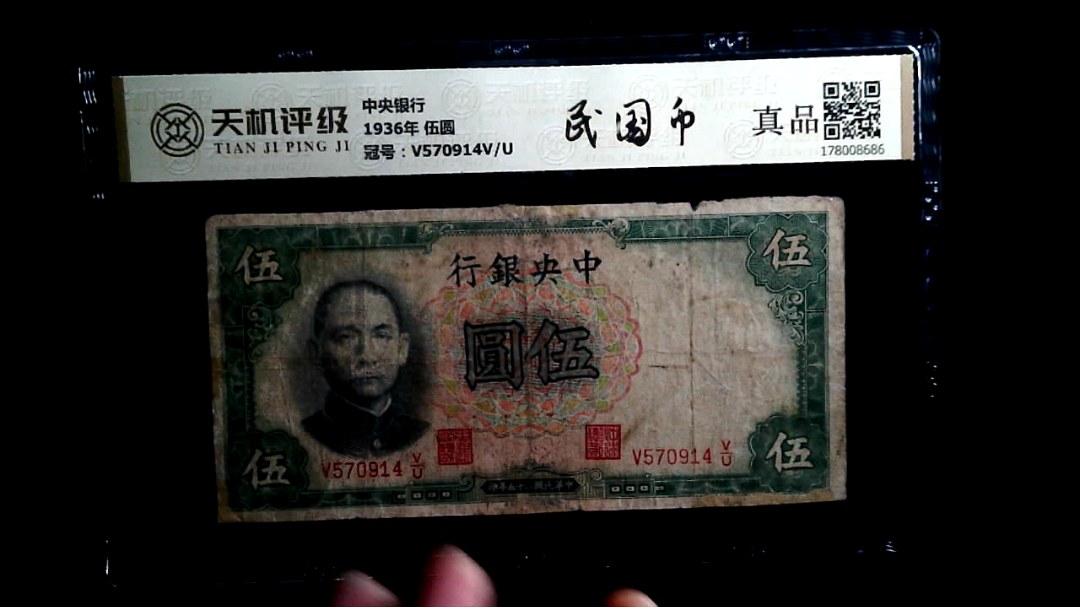 天机评级
TIAN JI PING JI
中央银行
1936年 伍圆
冠号：V570914V/U
民国币
真品
178008686
伍
伍
行銀央中
圓伍
V570914 V/U
V570914 V/U
伍
伍